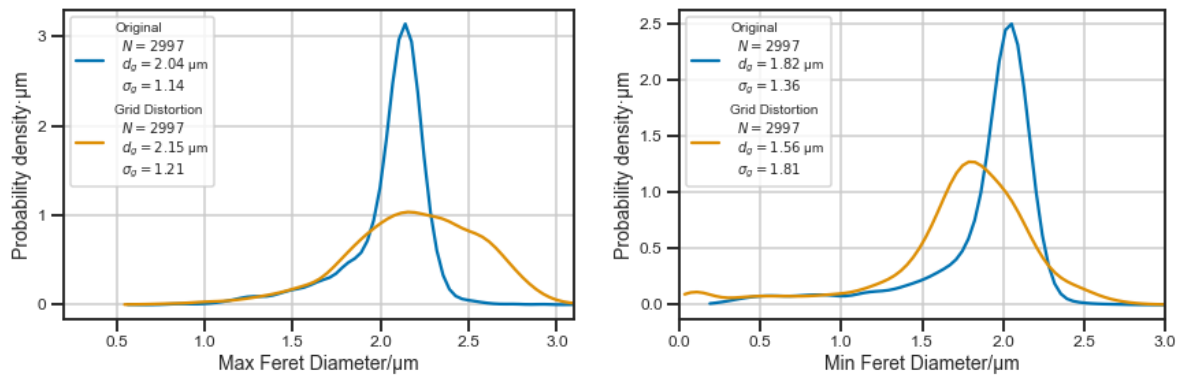 Original
N = 2997
d_g = 2.04 μm
σ_g = 1.14
Grid Distortion
N = 2997
d_g = 2.15 μm
σ_g = 1.21
Probability density·μm
3
2
1
0
0.5 1.0 1.5 2.0 2.5 3.0
Max Feret Diameter/μm
Original
N = 2997
d_g = 1.82 μm
σ_g = 1.36
Grid Distortion
N = 2997
d_g = 1.56 μm
σ_g = 1.81
Probability density·μm
2.5
2.0
1.5
1.0
0.5
0.0
0.0 0.5 1.0 1.5 2.0 2.5 3.0
Min Feret Diameter/μm